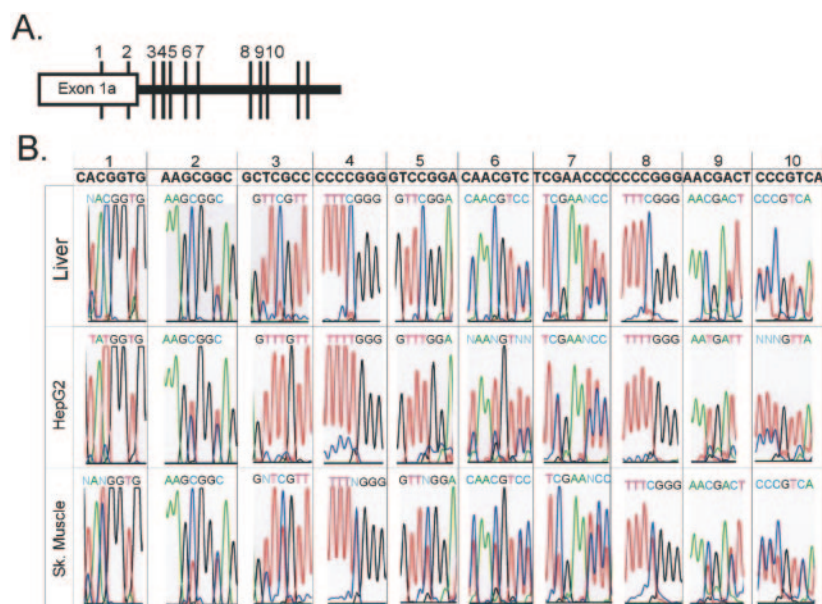 A.
1 2 3 4 5 6 7 8 9 10
Exon 1a
B.
1 2 3 4 5 6 7 8 9 10
CACGGTG AAGCGGC GCTCGCC CCCCGGG GTCCGGA CAACGTC TCGAACCC CCCCGGG AACGACT CCCGTCA
Liver
NACGGTG AAGCGGC GTTCGTT TTTCGGG GTTCGGA CAACGTCC TCGAANCC TTTCGGG AACGACT CCCGTCA
HepG2
TATGGTG AAGCGGC GTTTGTT TTTTGGG GTTTGGA NAANGTNN TCGAACC TTTTGGG AATGATT NNNGTTA
Sk. Muscle
NANGGTG AAGCGGC GNTCGTT TTTNGGG GTTNGGA CAACGTCC TCGAANCC TTTCGGG AACGACT CCCGTCA